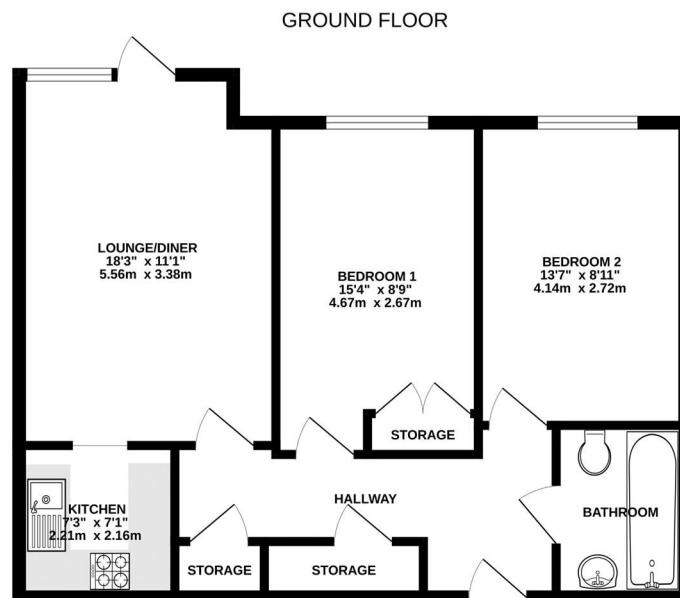 GROUND FLOOR
LOUNGE/DINER
18'3" x 11'1"
5.56m x 3.38m
BEDROOM 1
15'4" x 8'9"
4.67m x 2.67m
BEDROOM 2
13'7" x 8'11"
4.14m x 2.72m
STORAGE
HALLWAY
KITCHEN
7'3" x 7'1"
2.21m x 2.16m
BATHROOM
STORAGE
STORAGE